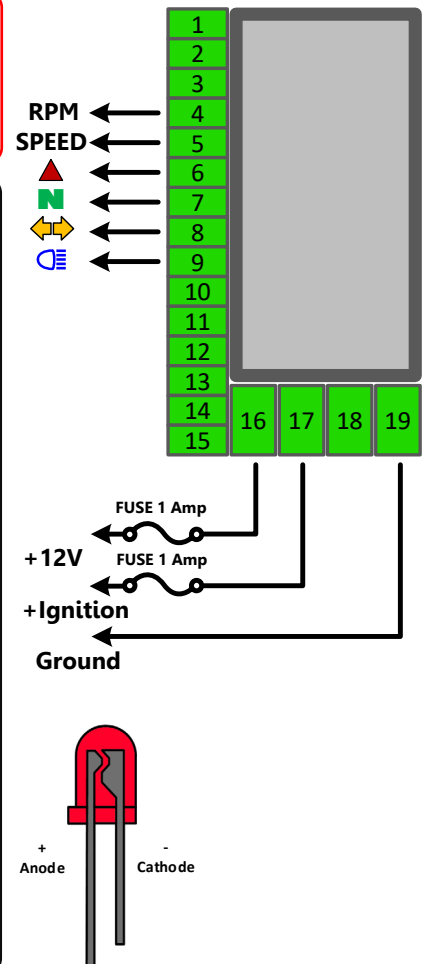 1
2
3
RPM 4
SPEED 5
6
N 7
8
9
10
11
12
13
14
15
16 17 18 19
FUSE 1 Amp
+12V
FUSE 1 Amp
+Ignition
Ground
+ -
Anode Cathode